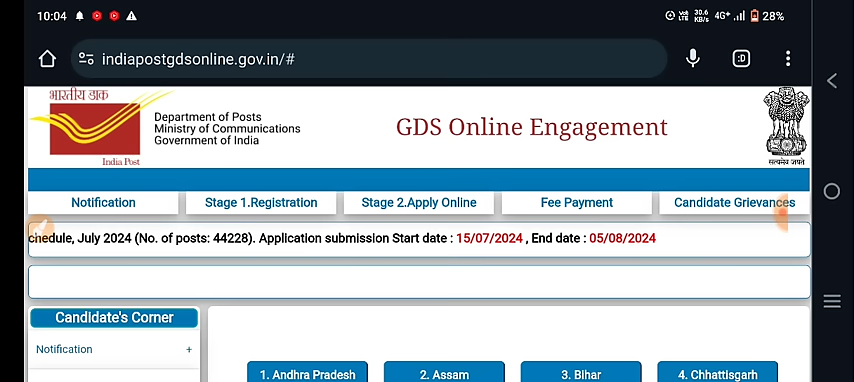 10:04
Vo) LTE 30.6 KB/s 4G+ 28%
indiapostgdsonline.gov.in/#
:D
भारतीय डाक
India Post
Department of Posts
Ministry of Communications
Government of India
GDS Online Engagement
सत्यमेव जयते
Notification Stage 1.Registration Stage 2.Apply Online Fee Payment Candidate Grievances
chedule, July 2024 (No. of posts: 44228). Application submission Start date : 15/07/2024 , End date : 05/08/2024
Candidate's Corner
Notification +
1. Andhra Pradesh 2. Assam 3. Bihar 4. Chhattisgarh